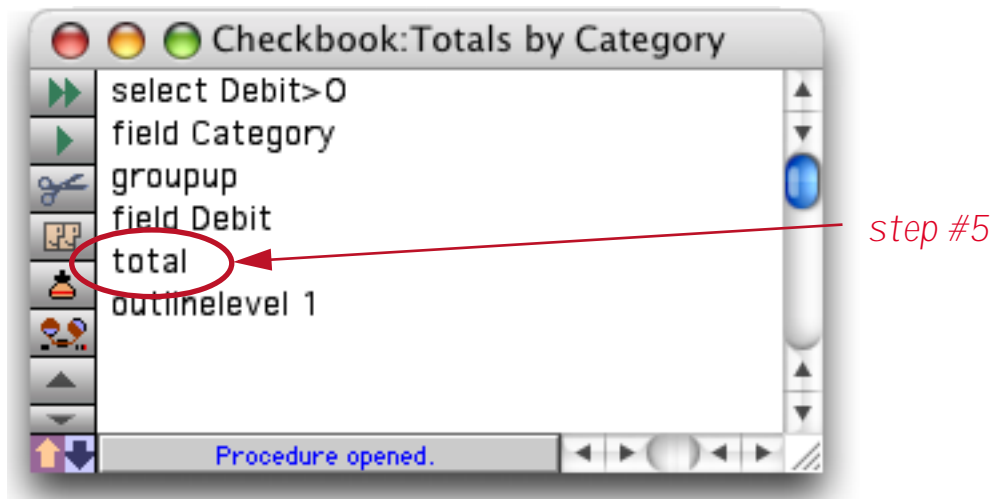 Checkbook:Totals by Category
select Debit>0
field Category
groupup
field Debit
total
step #5
outlinelevel 1
Procedure opened.